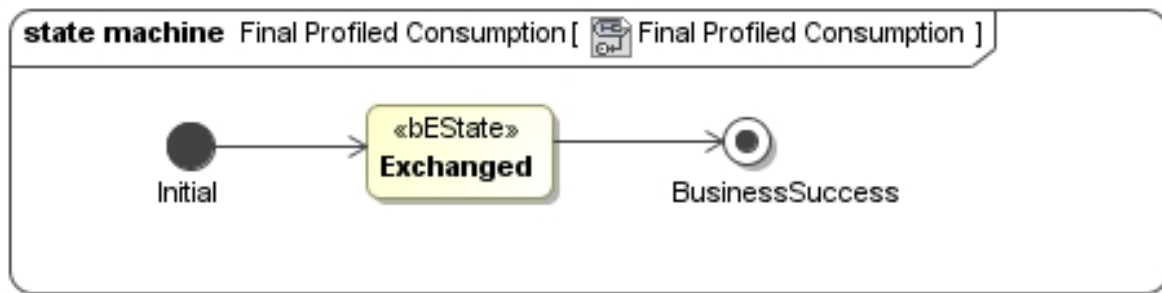 state machine Final Profiled Consumption [ Final Profiled Consumption ]
«bEState»
Exchanged
Initial
BusinessSuccess